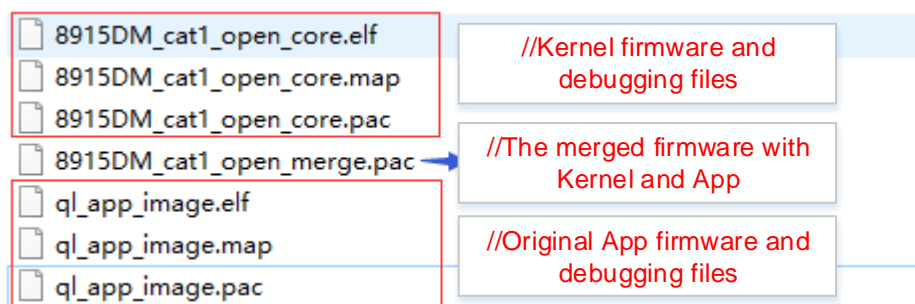 8915DM_cat1_open_core.elf
8915DM_cat1_open_core.map
8915DM_cat1_open_core.pac
//Kernel firmware and
debugging files
8915DM_cat1_open_merge.pac
//The merged firmware with
Kernel and App
ql_app_image.elf
ql_app_image.map
ql_app_image.pac
//Original App firmware and
debugging files